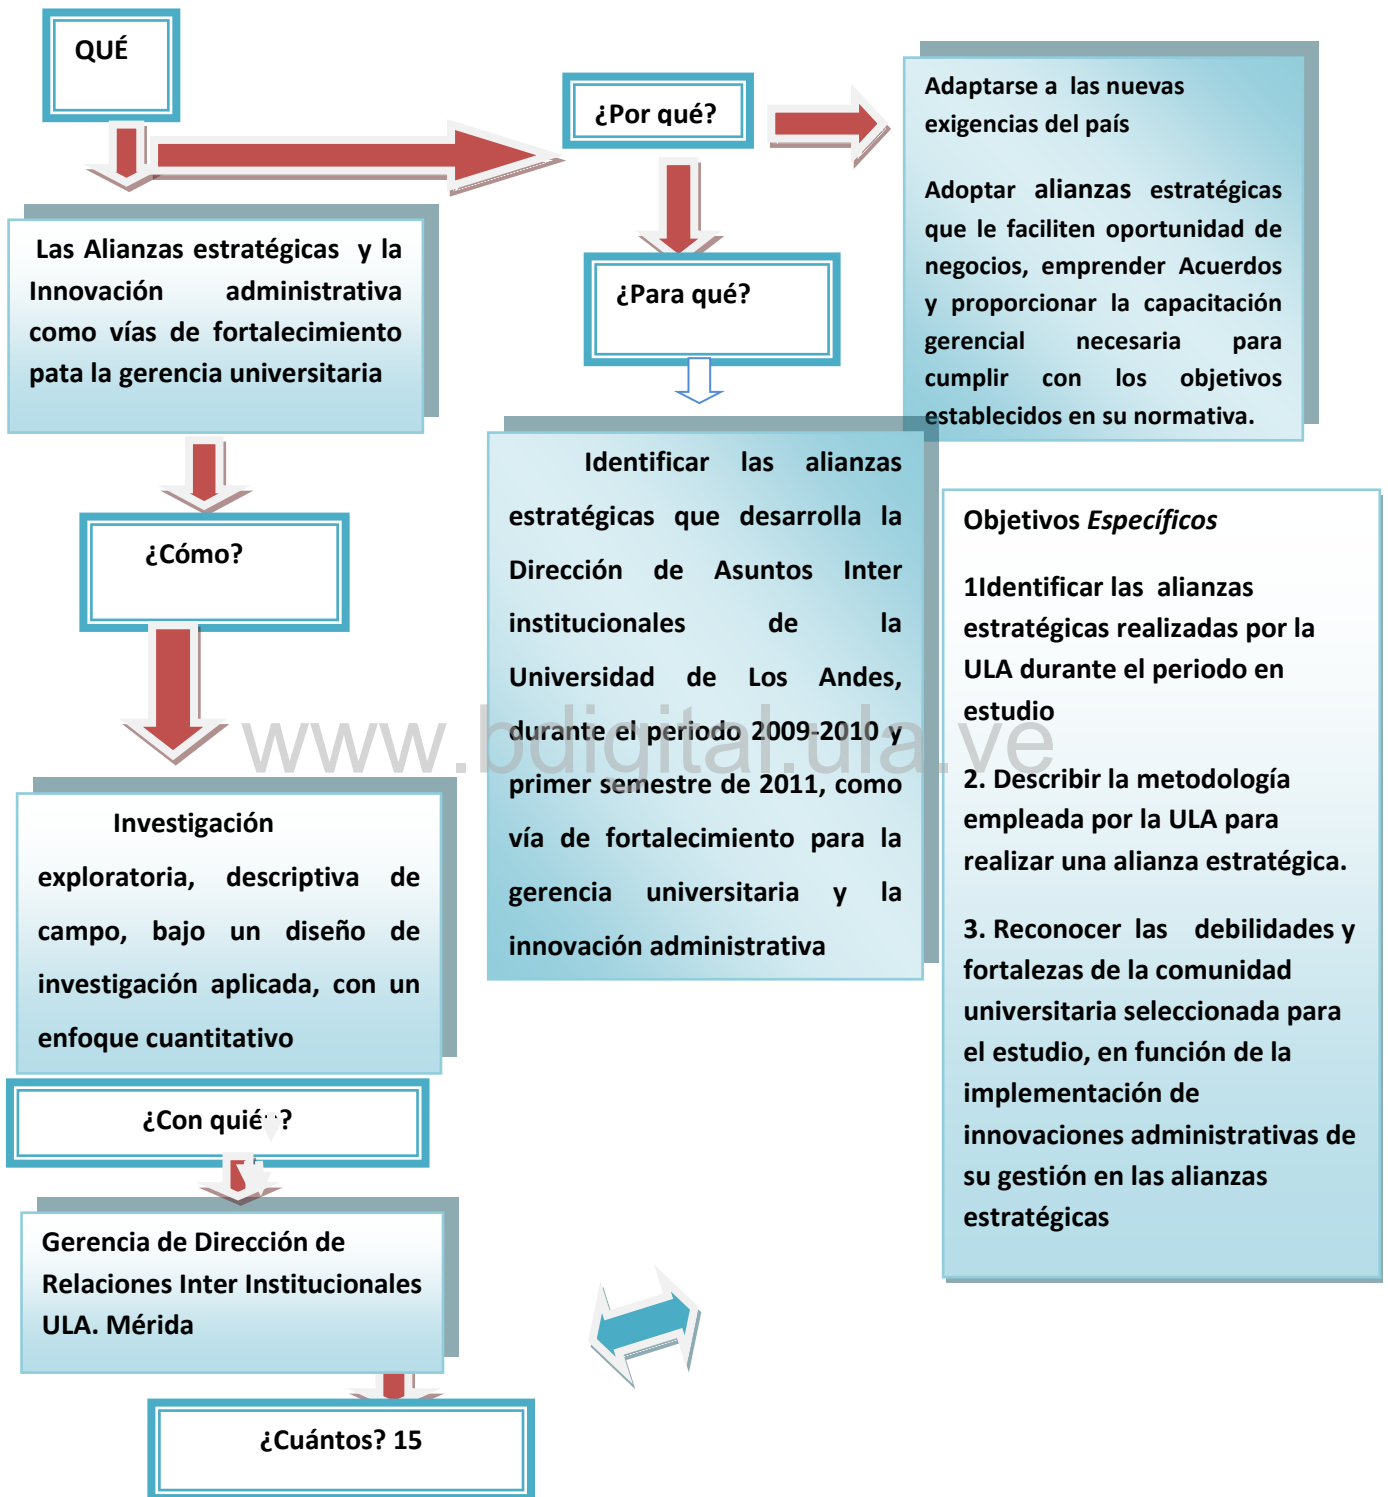 QUÉ
¿Por qué?
Adaptarse a las nuevas
exigencias del país
Adoptar alianzas estratégicas
que le faciliten oportunidad de
negocios, emprender Acuerdos
y proporcionar la capacitación
gerencial necesaria para
cumplir con los objetivos
establecidos en su normativa.
Las Alianzas estratégicas y la
Innovación administrativa
como vías de fortalecimiento
pata la gerencia universitaria
¿Para qué?
Identificar las alianzas
estratégicas que desarrolla la
Dirección de Asuntos Inter
institucionales de la
Universidad de Los Andes,
durante el periodo 2009-2010 y
primer semestre de 2011, como
vía de fortalecimiento para la
gerencia universitaria y la
innovación administrativa
Objetivos Específicos
1Identificar las alianzas
estratégicas realizadas por la
ULA durante el periodo en
estudio
2. Describir la metodología
empleada por la ULA para
realizar una alianza estratégica.
3. Reconocer las debilidades y
fortalezas de la comunidad
universitaria seleccionada para
el estudio, en función de la
implementación de
innovaciones administrativas de
su gestión en las alianzas
estratégicas
¿Cómo?
www.bdigital.ula.ve
Investigación
exploratoria, descriptiva de
campo, bajo un diseño de
investigación aplicada, con un
enfoque cuantitativo
¿Con quién?
Gerencia de Dirección de
Relaciones Inter Institucionales
ULA. Mérida
¿Cuántos? 15